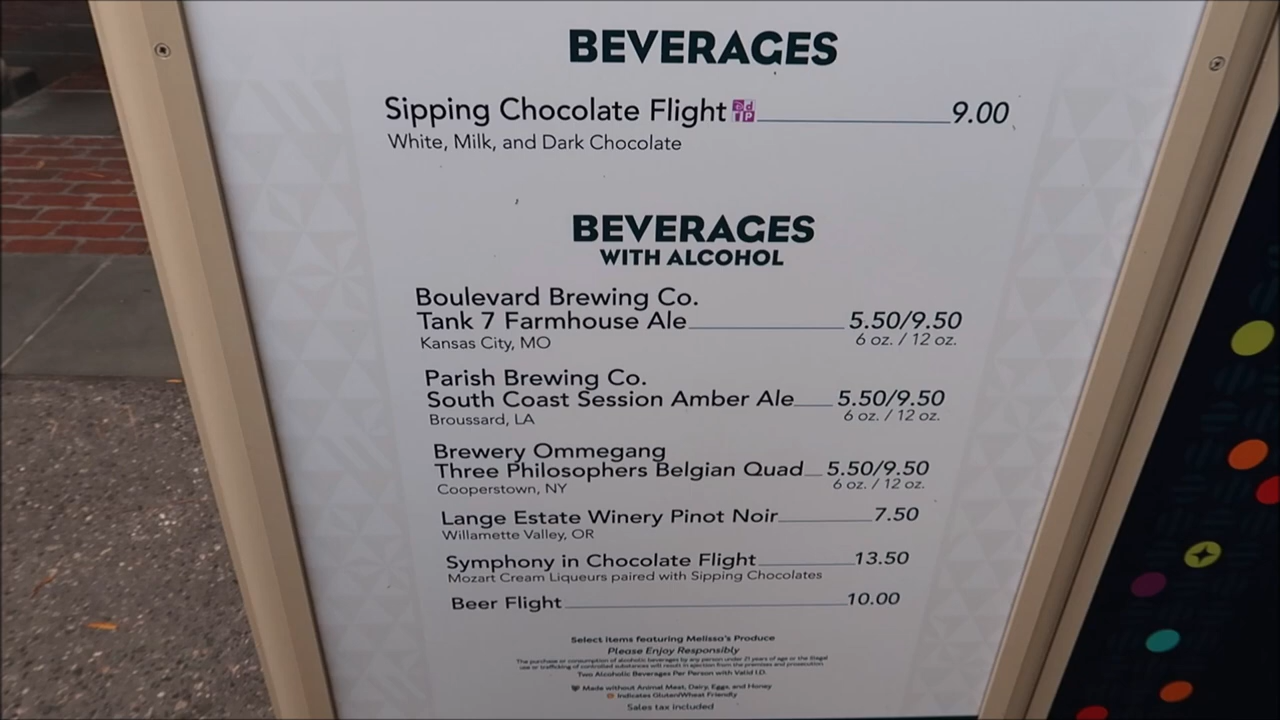 BEVERAGES
Sipping Chocolate Flight 9.00
White, Milk, and Dark Chocolate
BEVERAGES
WITH ALCOHOL
Boulevard Brewing Co.
Tank 7 Farmhouse Ale 5.50/9.50
Kansas City, MO 6 oz. / 12 oz.
Parish Brewing Co.
South Coast Session Amber Ale 5.50/9.50
Broussard, LA 6 oz. / 12 oz.
Brewery Ommegang
Three Philosophers Belgian Quad 5.50/9.50
Cooperstown, NY 6 oz. / 12 oz.
Lange Estate Winery Pinot Noir 7.50
Willamette Valley, OR
Symphony in Chocolate Flight 13.50
Mozart Cream Liqueurs paired with Sipping Chocolates
Beer Flight 10.00
Select items featuring Melissa's Produce
Please Enjoy Responsibly
The purchase or consumption of alcoholic beverages by any person under 21 years of age or the illegal
use or trafficking of controlled substances will result in ejection from the premises and prosecution.
Two Alcoholic Beverages Per Person with Valid I.D.
Made without Animal Meat, Dairy, Eggs, and Honey
Indicates Gluten/Wheat Friendly
Sales tax included